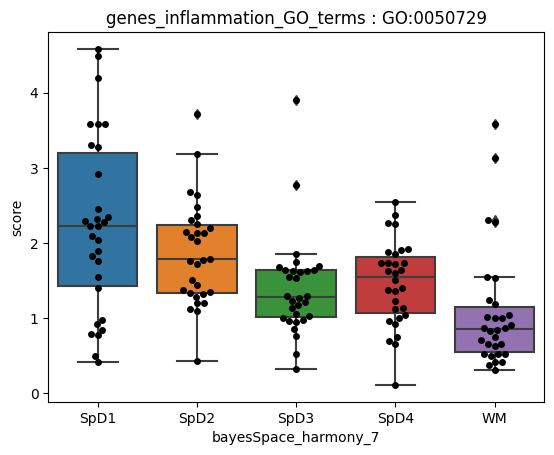 genes_inflammation_GO_terms : GO:0050729
score
4
3
2
1
0
SpD1 SpD2 SpD3 SpD4 WM
bayesSpace_harmony_7